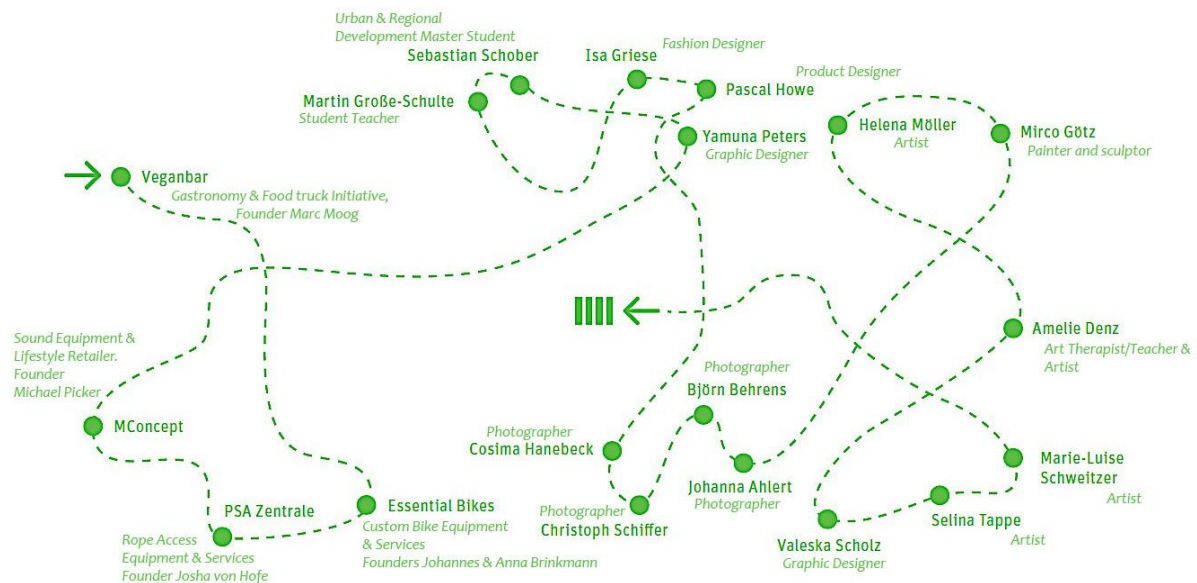 Urban & Regional
Development Master Student
Sebastian Schober
Isa Griese
Fashion Designer
Product Designer
Pascal Howe
Martin Große-Schulte
Student Teacher
Yamuna Peters
Graphic Designer
Helena Möller
Artist
Mirco Götz
Painter and sculptor
Veganbar
Gastronomy & Food truck Initiative,
Founder Marc Moog
Sound Equipment &
Lifestyle Retailer.
Founder
Michael Picker
MConcept
Amelie Denz
Art Therapist/Teacher &
Artist
Photographer
Björn Behrens
Photographer
Cosima Hanebeck
Johanna Ahlert
Photographer
Marie-Luise
Schweitzer
Artist
PSA Zentrale
Rope Access
Equipment & Services
Founder Josha von Hofe
Essential Bikes
Custom Bike Equipment
& Services
Founders Johannes & Anna Brinkmann
Photographer
Christoph Schiffer
Valeska Scholz
Graphic Designer
Selina Tappe
Artist